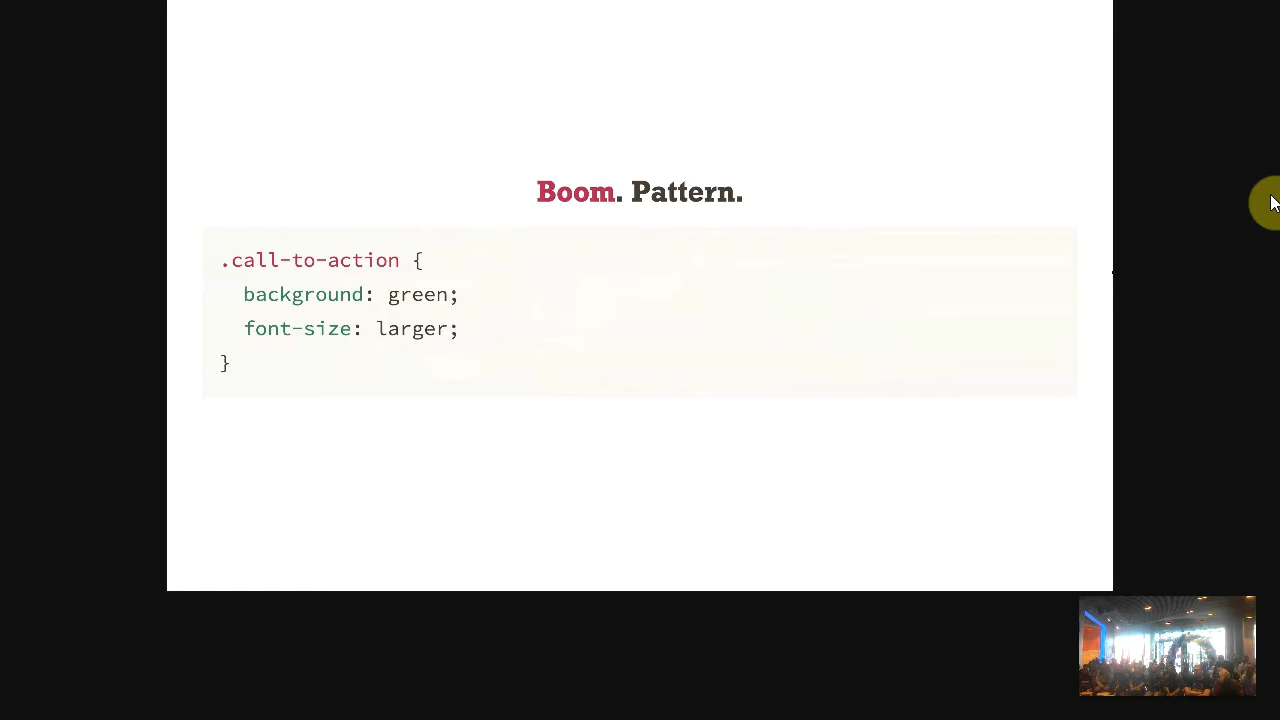 Boom. Pattern.
.call-to-action {
  background: green;
  font-size: larger;
}